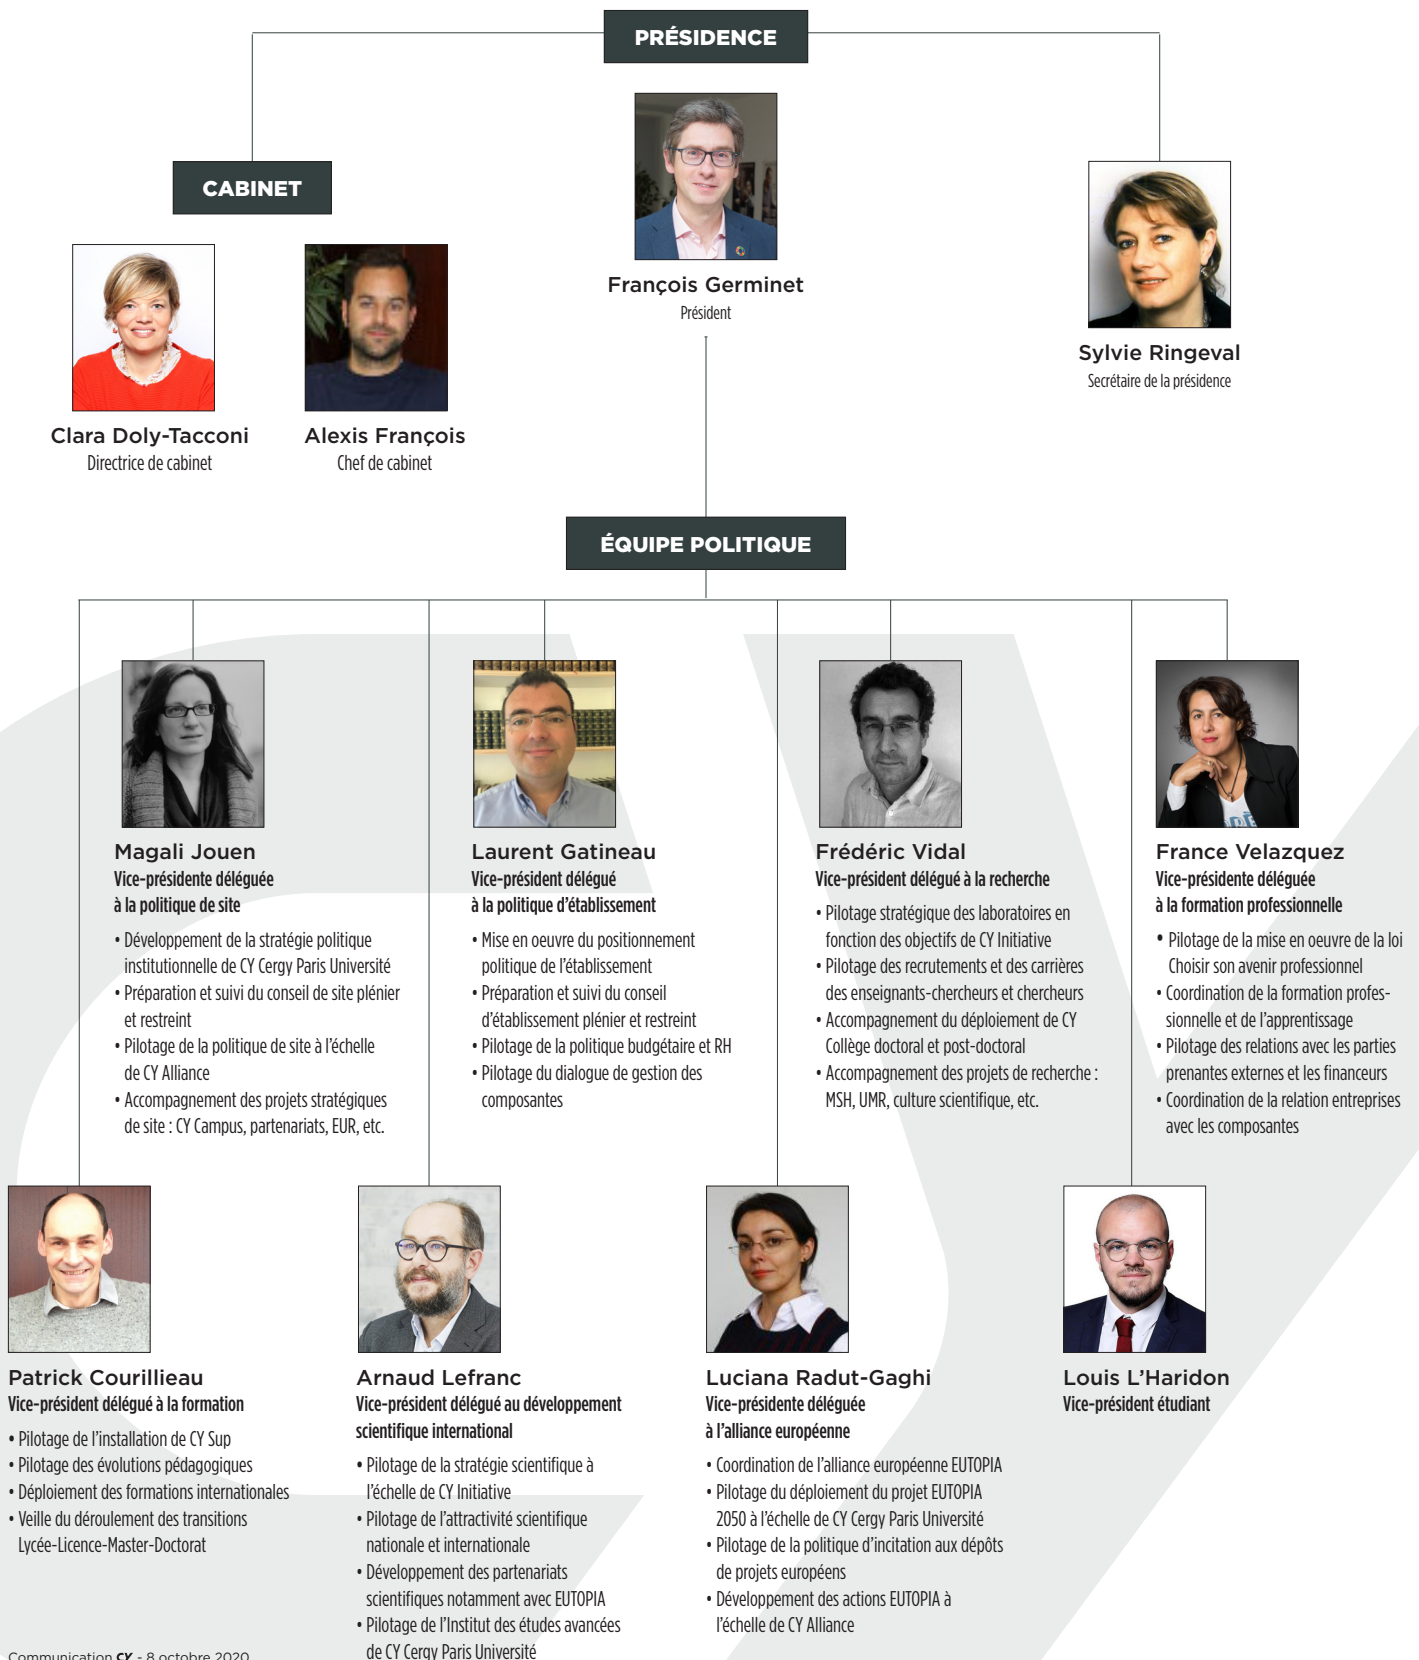 PRÉSIDENCE
CABINET
François Germinet
Président
Sylvie Ringeval
Secrétaire de la présidence
Clara Doly-Tacconi
Directrice de cabinet
Alexis François
Chef de cabinet
ÉQUIPE POLITIQUE
Magali Jouen
Vice-présidente déléguée
à la politique de site
• Développement de la stratégie politique
institutionnelle de CY Cergy Paris Université
• Préparation et suivi du conseil de site plénier
et restreint
• Pilotage de la politique de site à l'échelle
de CY Alliance
• Accompagnement des projets stratégiques
de site : CY Campus, partenariats, EUR, etc.
Laurent Gatineau
Vice-président délégué
à la politique d'établissement
• Mise en oeuvre du positionnement
politique de l'établissement
• Préparation et suivi du conseil
d'établissement plénier et restreint
• Pilotage de la politique budgétaire et RH
• Pilotage du dialogue de gestion des
composantes
Frédéric Vidal
Vice-président délégué à la recherche
• Pilotage stratégique des laboratoires en
fonction des objectifs de CY Initiative
• Pilotage des recrutements et des carrières
des enseignants-chercheurs et chercheurs
• Accompagnement du déploiement de CY
Collège doctoral et post-doctoral
• Accompagnement des projets de recherche :
MSH, UMR, culture scientifique, etc.
France Velazquez
Vice-présidente déléguée
à la formation professionnelle
• Pilotage de la mise en oeuvre de la loi
Choisir son avenir professionnel
• Coordination de la formation profes-
sionnelle et de l'apprentissage
• Pilotage des relations avec les parties
prenantes externes et les financeurs
• Coordination de la relation entreprises
avec les composantes
Patrick Courillieau
Vice-président délégué à la formation
• Pilotage de l'installation de CY Sup
• Pilotage des évolutions pédagogiques
• Déploiement des formations internationales
• Veille du déroulement des transitions
Lycée-Licence-Master-Doctorat
Arnaud Lefranc
Vice-président délégué au développement
scientifique international
• Pilotage de la stratégie scientifique à
l'échelle de CY Initiative
• Pilotage de l'attractivité scientifique
nationale et internationale
• Développement des partenariats
scientifiques notamment avec EUTOPIA
• Pilotage de l'Institut des études avancées
de CY Cergy Paris Université
Luciana Radut-Gaghi
Vice-présidente déléguée
à l'alliance européenne
• Coordination de l'alliance européenne EUTOPIA
• Pilotage du déploiement du projet EUTOPIA
2050 à l'échelle de CY Cergy Paris Université
• Pilotage de la politique d'incitation aux dépôts
de projets européens
• Développement des actions EUTOPIA à
l'échelle de CY Alliance
Louis L'Haridon
Vice-président étudiant
Communication CY - 8 octobre 2020